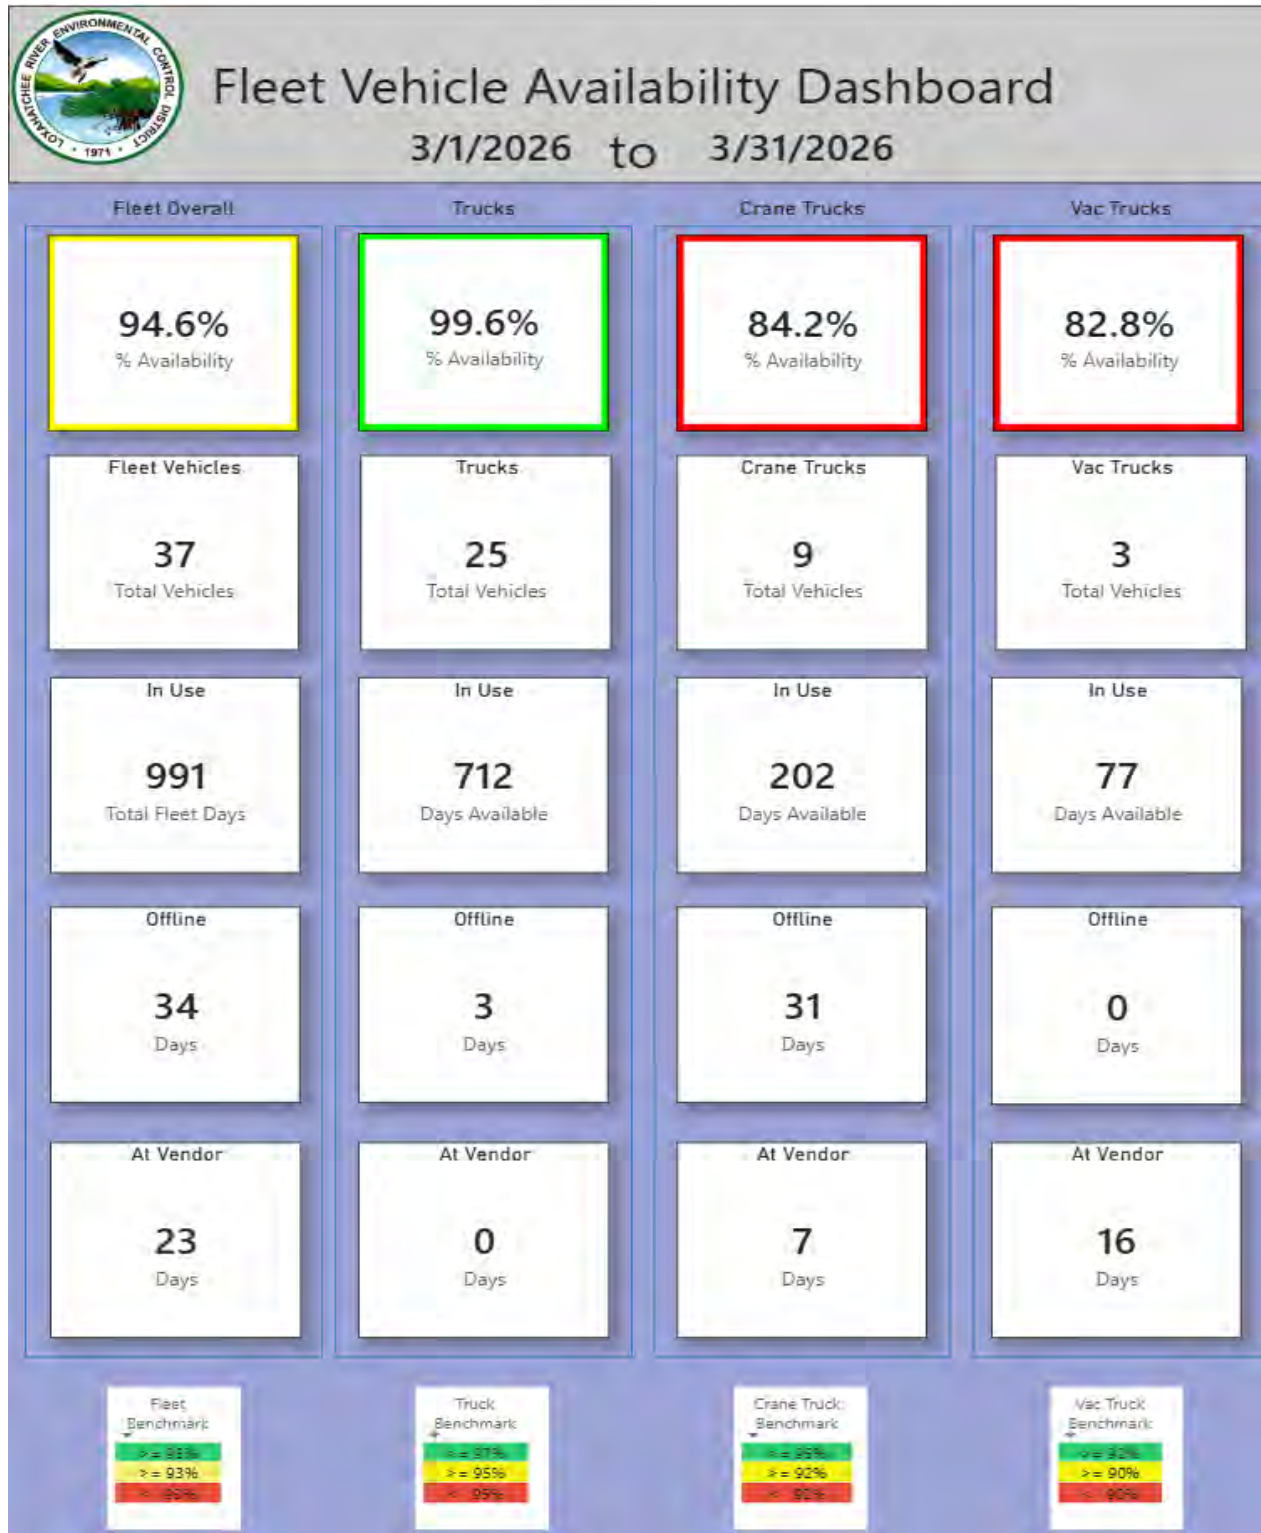 LOXAHATCHEE RIVER ENVIRONMENTAL CONTROL DISTRICT
1971
Fleet Vehicle Availability Dashboard
3/1/2026 to 3/31/2026
Fleet Overall
94.6%
% Availability
Fleet Vehicles
37
Total Vehicles
In Use
991
Total Fleet Days
Offline
34
Days
At Vendor
23
Days
Fleet
Benchmark
>= 93%
Trucks
99.6%
% Availability
Trucks
25
Total Vehicles
In Use
712
Days Available
Offline
3
Days
At Vendor
0
Days
Truck
Benchmark
>= 97%
>= 95%
< 95%
Crane Trucks
84.2%
% Availability
Crane Trucks
9
Total Vehicles
In Use
202
Days Available
Offline
31
Days
At Vendor
7
Days
Crane Truck
Benchmark
>= 92%
< 92%
Vac Trucks
82.8%
% Availability
Vac Trucks
3
Total Vehicles
In Use
77
Days Available
Offline
0
Days
At Vendor
16
Days
Vac Truck
Benchmark
>= 92%
>= 90%
< 90%